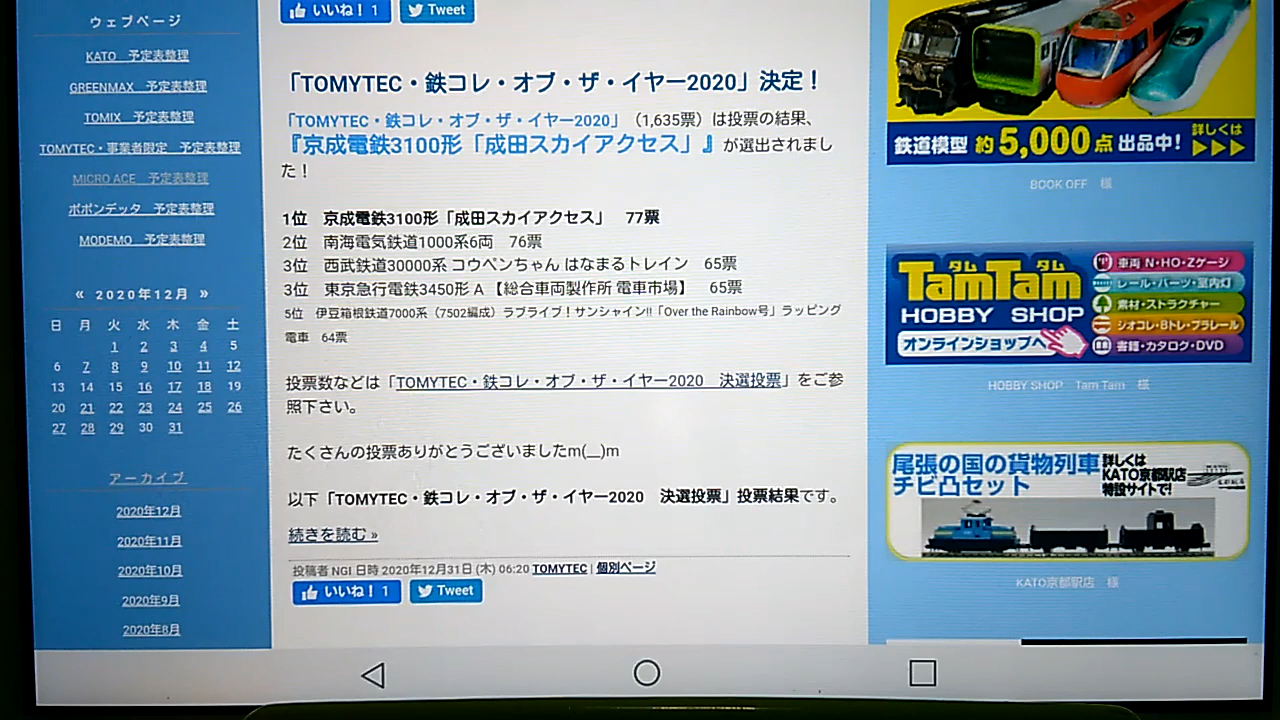 ウェブページ
KATO　予定表整理
GREENMAX　予定表整理
TOMIX　予定表整理
TOMYTEC・事業者限定　予定表整理
MICRO ACE　予定表整理
ポポンデッタ　予定表整理
MODEMO　予定表整理
« 2020年12月 »
日 月 火 水 木 金 土
1 2 3 4 5
6 7 8 9 10 11 12
13 14 15 16 17 18 19
20 21 22 23 24 25 26
27 28 29 30 31
アーカイブ
2020年12月
2020年11月
2020年10月
2020年9月
2020年8月
いいね！ 1 Tweet
「TOMYTEC・鉄コレ・オブ・ザ・イヤー2020」決定！
「TOMYTEC・鉄コレ・オブ・ザ・イヤー2020」（1,635票）は投票の結果、
『京成電鉄3100形「成田スカイアクセス」』が選出されまし
た！
1位　京成電鉄3100形「成田スカイアクセス」　77票
2位　南海電気鉄道1000系6両　76票
3位　西武鉄道30000系 コウペンちゃん はなまるトレイン　65票
3位　東京急行電鉄3450形 A 【総合車両製作所 電車市場】　65票
5位　伊豆箱根鉄道7000系（7502編成）ラブライブ！サンシャイン!!「Over the Rainbow号」ラッピング
電車　64票
投票数などは「TOMYTEC・鉄コレ・オブ・ザ・イヤー2020　決選投票」をご参
照下さい。
たくさんの投票ありがとうございましたm(__)m
以下「TOMYTEC・鉄コレ・オブ・ザ・イヤー2020　決選投票」投票結果です。
続きを読む »
投稿者 NGI 日時 2020年12月31日 (木) 06:20 TOMYTEC | 個別ページ
いいね！ 1 Tweet
鉄道模型 約5,000点 出品中! 詳しくは
BOOK OFF　様
タム タム
TamTam
HOBBY SHOP
オンラインショップへ
車両 N・HO・Zゲージ
レール・パーツ・室内灯
素材・ストラクチャー
ジオコレ・Bトレ・プラレール
書籍・カタログ・DVD
HOBBY SHOP　Tam Tam　様
尾張の国の貨物列車
チビ凸セット
詳しくは
KATO京都駅店
特設サイトで!
KATO京都駅店　様